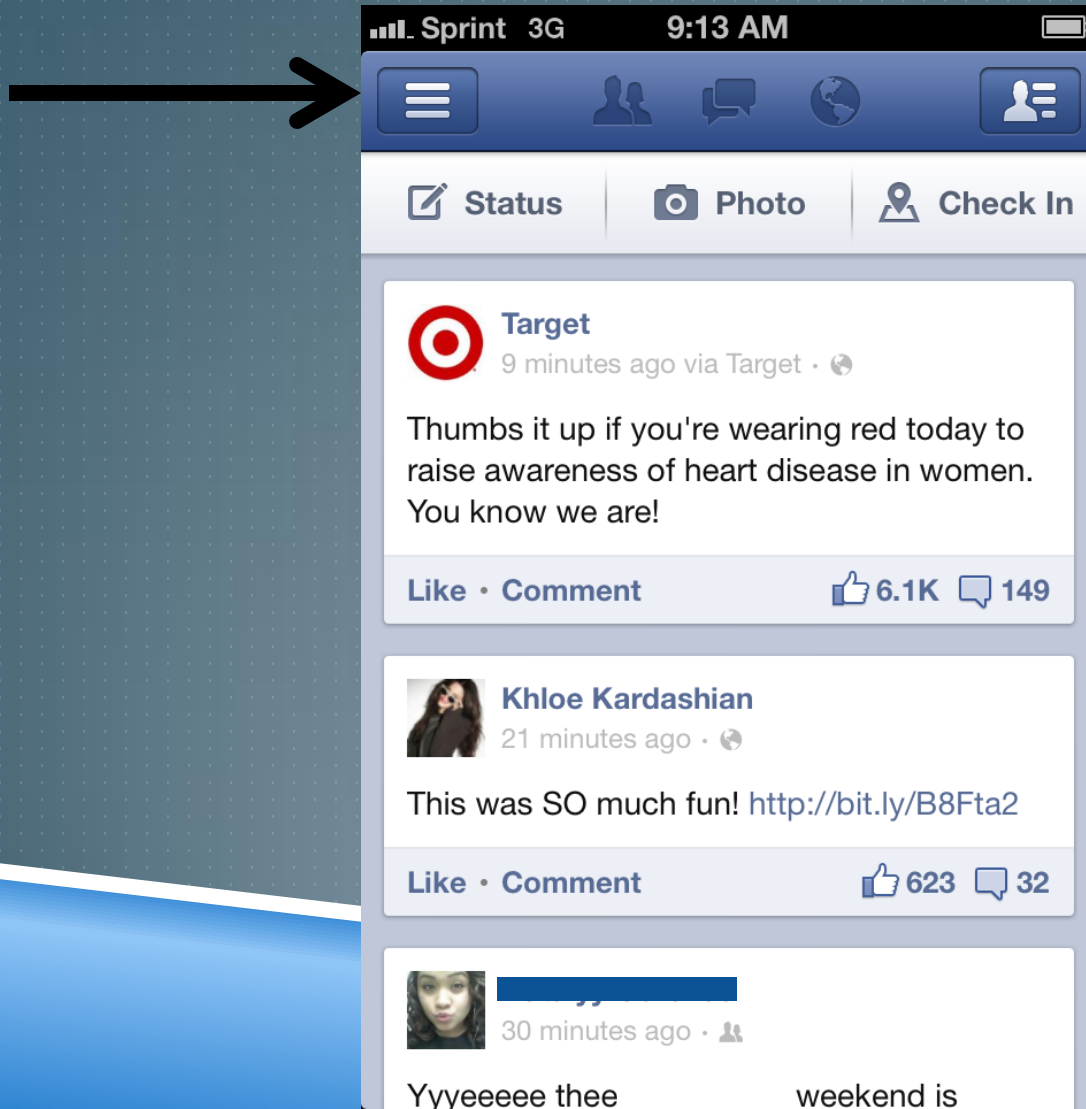 Sprint 3G 9:13 AM
Status Photo Check In
Target
9 minutes ago via Target ·
Thumbs it up if you're wearing red today to
raise awareness of heart disease in women.
You know we are!
Like · Comment 6.1K 149
Khloe Kardashian
21 minutes ago ·
This was SO much fun! http://bit.ly/B8Fta2
Like · Comment 623 32
30 minutes ago ·
Yyyeeeee thee weekend is